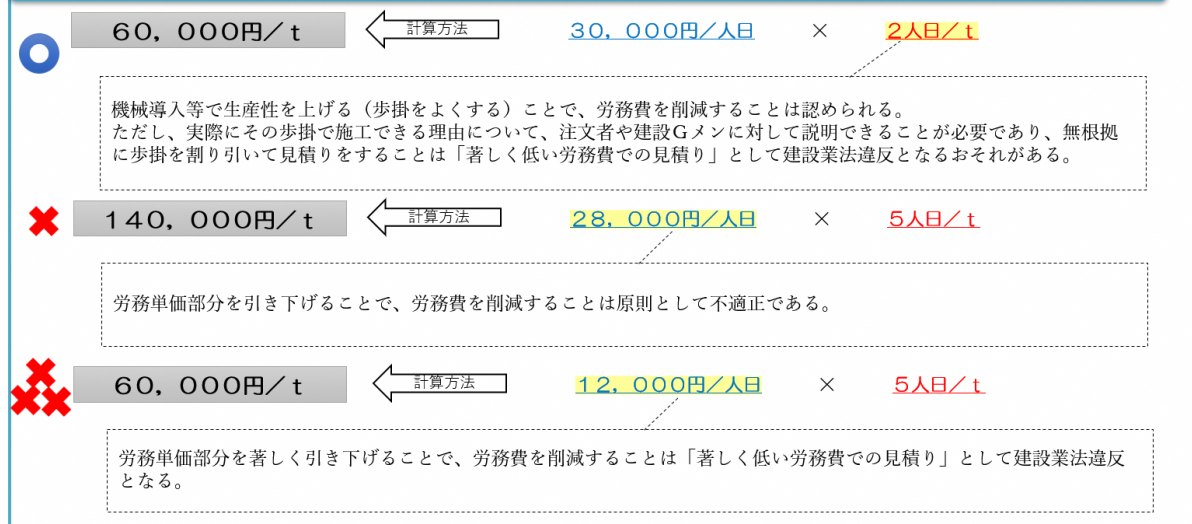 60,000円／t 計算方法 30,000円／人日 × 2人日／t
機械導入等で生産性を上げる（歩掛をよくする）ことで、労務費を削減することは認められる。
ただし、実際にその歩掛で施工できる理由について、注文者や建設Gメンに対して説明できることが必要であり、無根拠
に歩掛を割り引いて見積りをすることは「著しく低い労務費での見積り」として建設業法違反となるおそれがある。
140,000円／t 計算方法 28,000円／人日 × 5人日／t
労務単価部分を引き下げることで、労務費を削減することは原則として不適正である。
60,000円／t 計算方法 12,000円／人日 × 5人日／t
労務単価部分を著しく引き下げることで、労務費を削減することは「著しく低い労務費での見積り」として建設業法違反
となる。